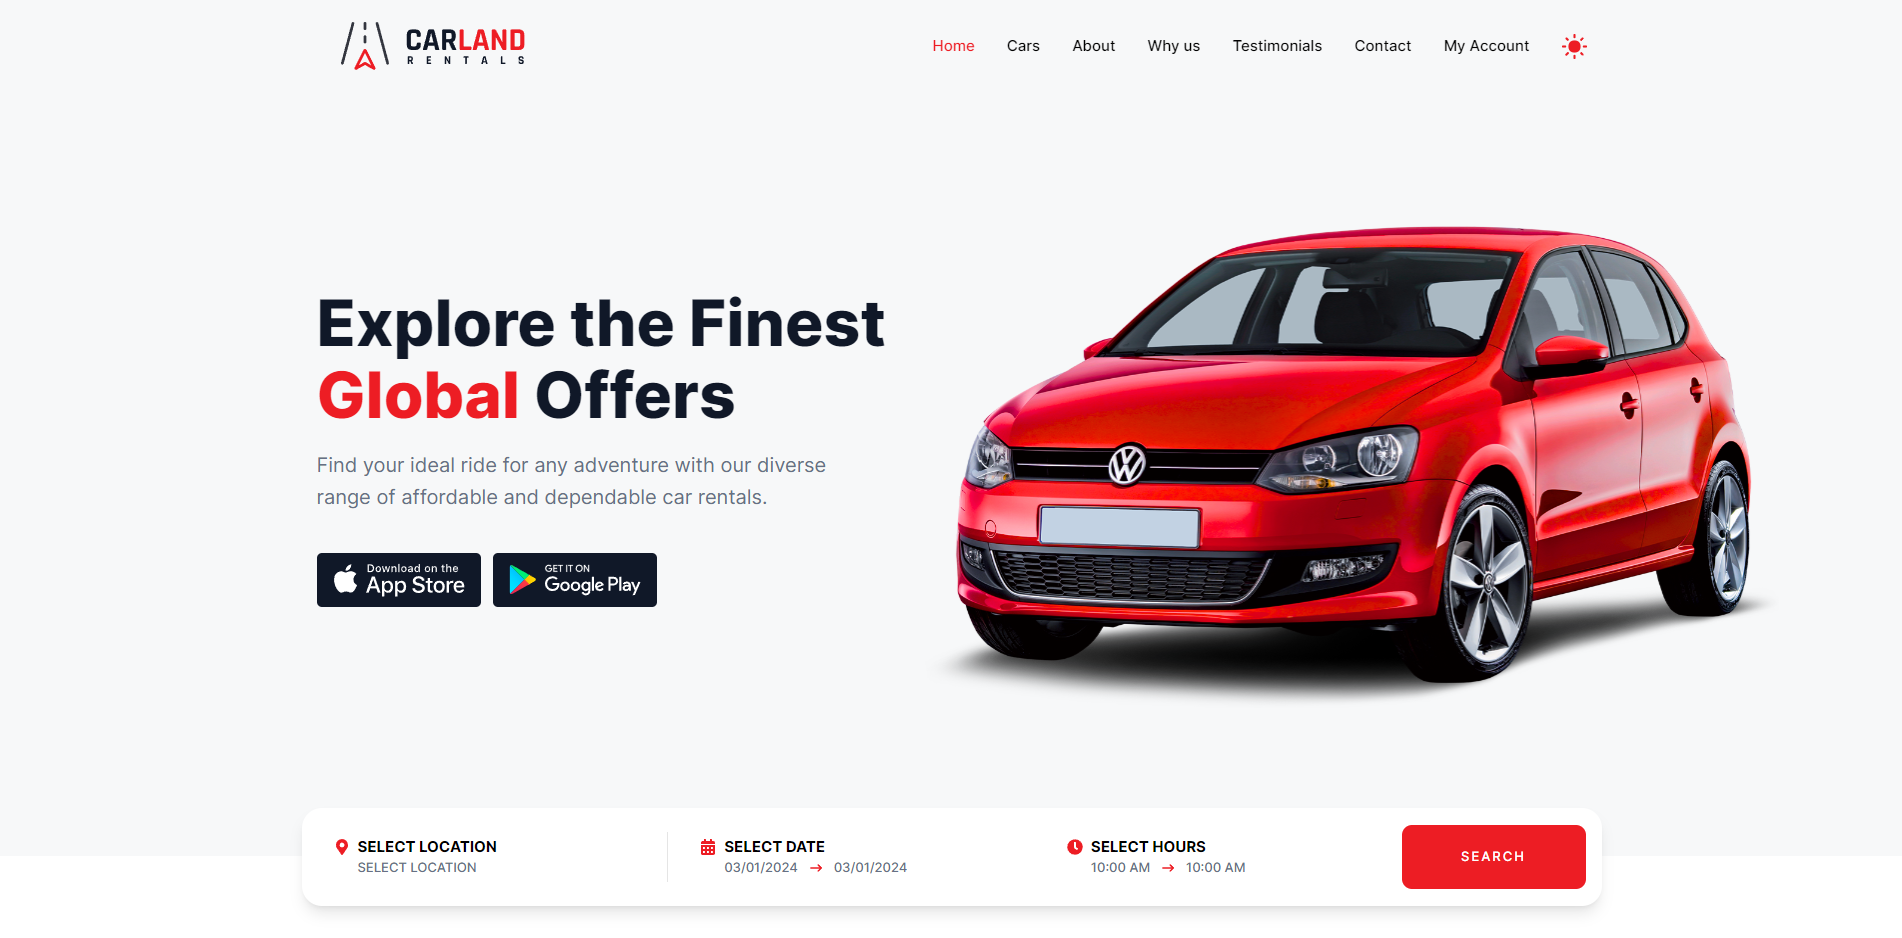 CARLAND
RENTALS
Home Cars About Why us Testimonials Contact My Account
Explore the Finest
Global Offers
Find your ideal ride for any adventure with our diverse
range of affordable and dependable car rentals.
Download on the
App Store
GET IT ON
Google Play
SELECT LOCATION
SELECT LOCATION
SELECT DATE
03/01/2024 → 03/01/2024
SELECT HOURS
10:00 AM → 10:00 AM
SEARCH